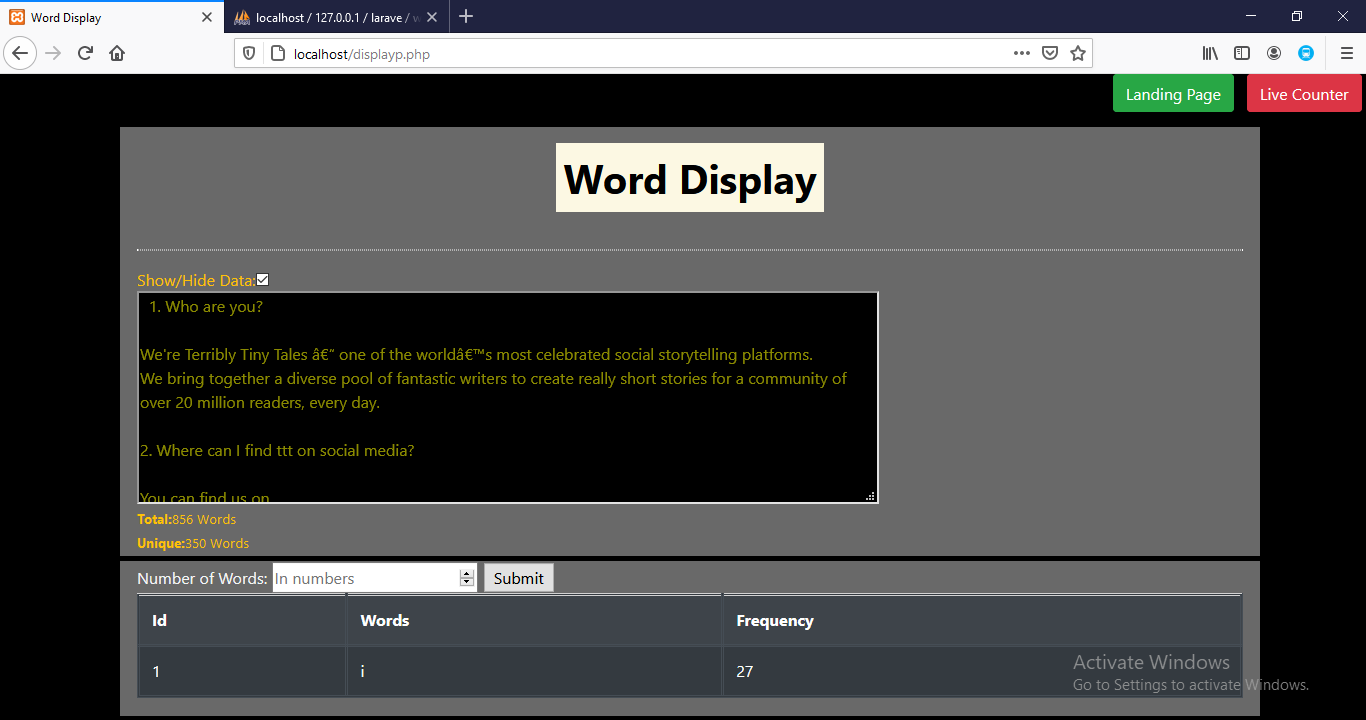 Word Display
localhost / 127.0.0.1 / larave / w
localhost/displayp.php
Landing Page
Live Counter
Word Display
Show/Hide Data:
1. Who are you?
We're Terribly Tiny Tales â€“ one of the worldâ€™s most celebrated social storytelling platforms.
We bring together a diverse pool of fantastic writers to create really short stories for a community of
over 20 million readers, every day.
2. Where can I find ttt on social media?
You can find us on
Total:856 Words
Unique:350 Words
Number of Words: In numbers Submit
Id Words Frequency
1 i 27
Activate Windows
Go to Settings to activate Windows.